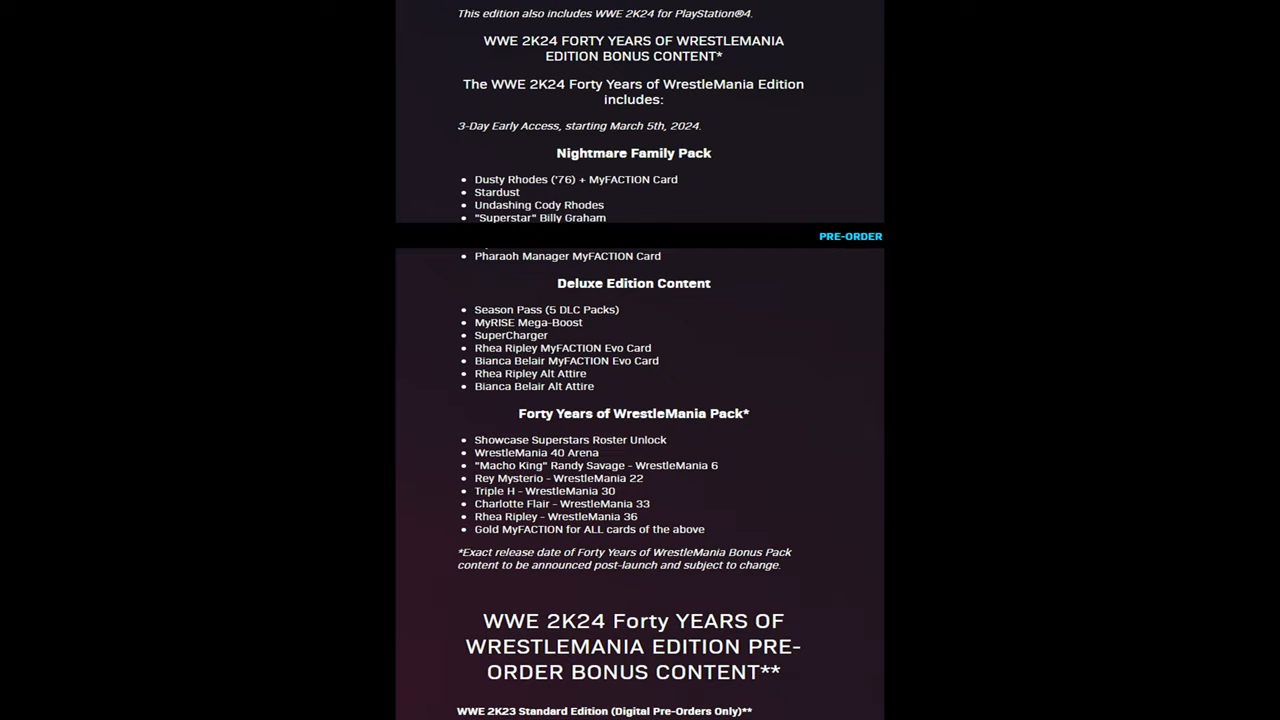 This edition also includes WWE 2K24 for PlayStation®4.
WWE 2K24 FORTY YEARS OF WRESTLEMANIA
EDITION BONUS CONTENT*
The WWE 2K24 Forty Years of WrestleMania Edition
includes:
3-Day Early Access, starting March 5th, 2024.
Nightmare Family Pack
• Dusty Rhodes ('76) + MyFACTION Card
• Stardust
• Undashing Cody Rhodes
• "Superstar" Billy Graham
PRE-ORDER
• Pharaoh Manager MyFACTION Card
Deluxe Edition Content
• Season Pass (5 DLC Packs)
• MyRISE Mega-Boost
• SuperCharger
• Rhea Ripley MyFACTION Evo Card
• Bianca Belair MyFACTION Evo Card
• Rhea Ripley Alt Attire
• Bianca Belair Alt Attire
Forty Years of WrestleMania Pack*
• Showcase Superstars Roster Unlock
• WrestleMania 40 Arena
• "Macho King" Randy Savage - WrestleMania 6
• Rey Mysterio - WrestleMania 22
• Triple H - WrestleMania 30
• Charlotte Flair - WrestleMania 33
• Rhea Ripley - WrestleMania 36
• Gold MyFACTION for ALL cards of the above
*Exact release date of Forty Years of WrestleMania Bonus Pack
content to be announced post-launch and subject to change.
WWE 2K24 Forty YEARS OF
WRESTLEMANIA EDITION PRE-
ORDER BONUS CONTENT**
WWE 2K23 Standard Edition (Digital Pre-Orders Only)**